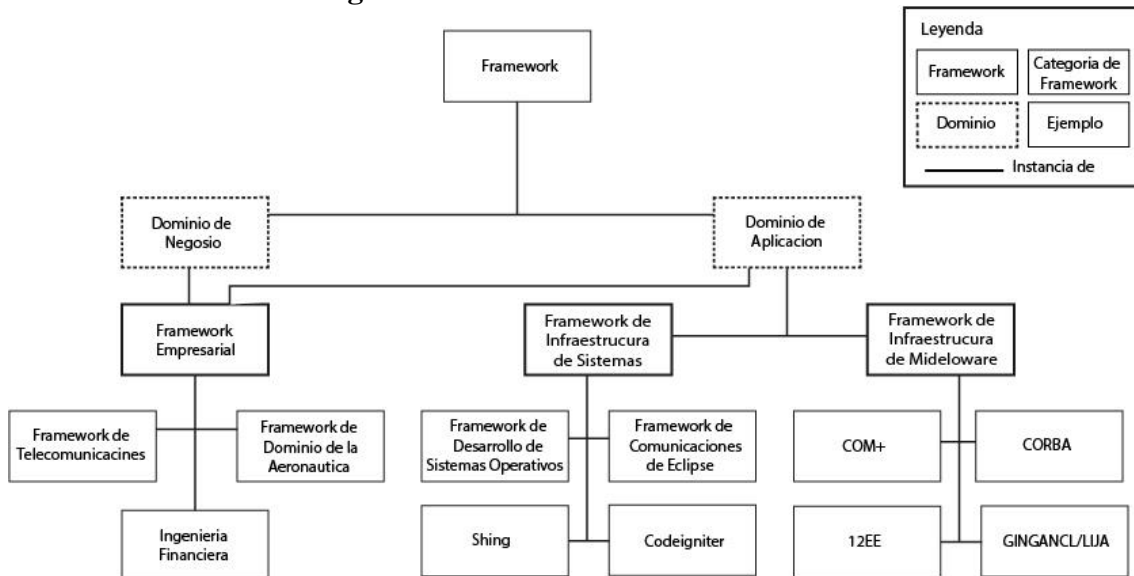 Framework
Leyenda
Framework
Categoria de
Framework
Dominio
Ejemplo
Instancia de
Dominio de
Negosio
Dominio de
Aplicacion
Framework
Empresarial
Framework de
Infraestrucura
de Sistemas
Framework de
Infraestrucura
de Mideloware
Framework de
Telecomunicacines
Framework de
Dominio de la
Aeronautica
Framework de
Desarrollo de
Sistemas Operativos
Framework de
Comunicaciones
de Eclipse
COM+
CORBA
Ingenieria
Financiera
Shing
Codeigniter
12EE
GINGANCL/LIJA